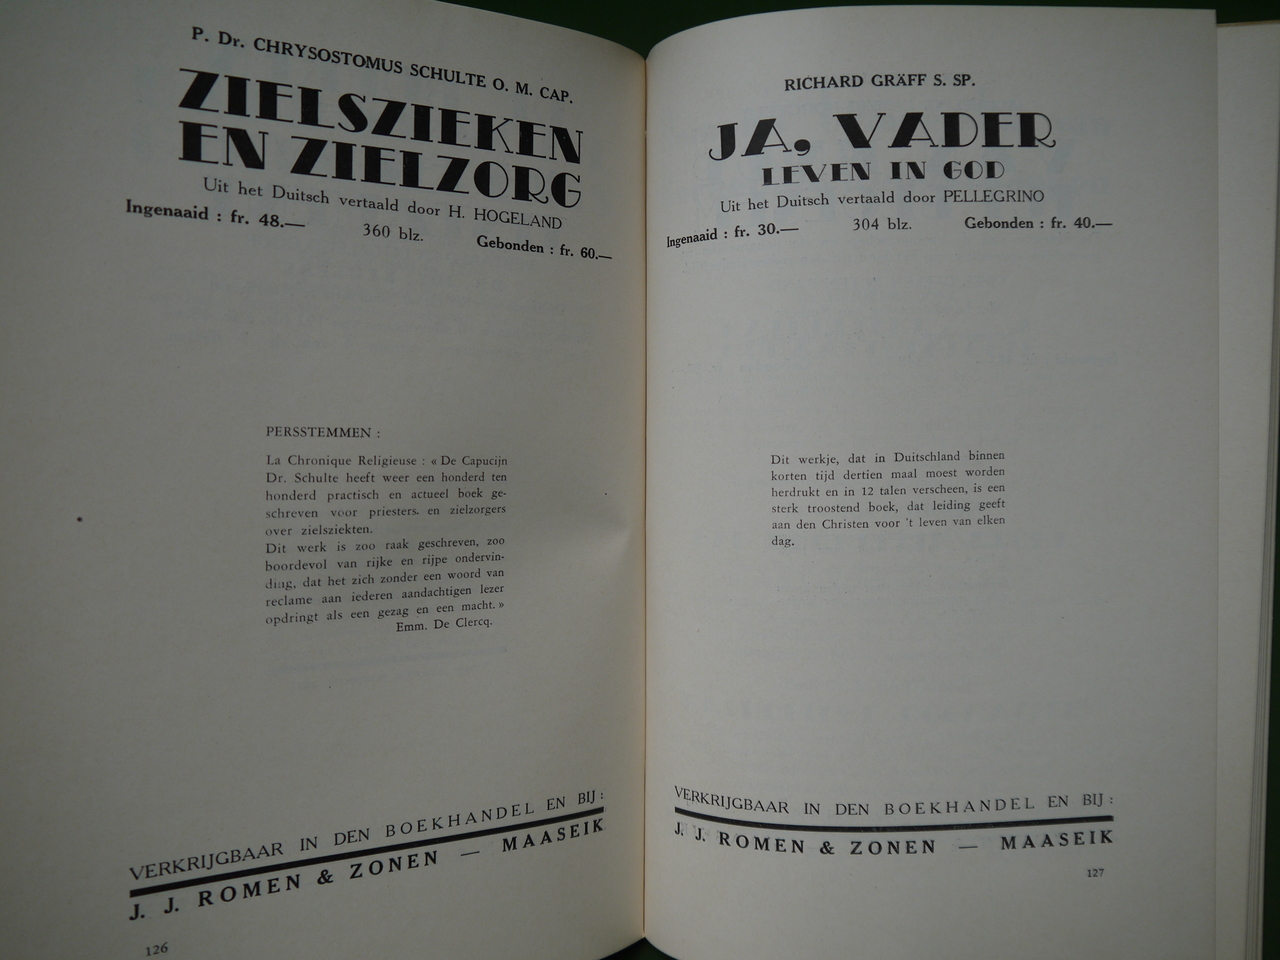 P. Dr. CHRYSOSTOMUS SCHULTE O. M. CAP.
ZIELSZIEKEN
EN ZIELZORG
Uit het Duitsch vertaald door H. HOGELAND
Ingenaaid : fr. 48.— 360 blz. Gebonden : fr. 60.—
PERSSTEMMEN :
La Chronique Religieuse : « De Capucijn
Dr. Schulte heeft weer een honderd ten
honderd practisch en actueel boek ge-
schreven voor priesters. en zielzorgers
over zielsziekten.
Dit werk is zoo raak geschreven, zoo
boordevol van rijke en rijpe ondervin-
ding, dat het zich zonder een woord van
reclame aan iederen aandachtigen lezer
opdringt als een gezag en een macht. »
Emm. De Clercq.
VERKRIJGBAAR IN DEN BOEKHANDEL EN BIJ :
J. J. ROMEN & ZONEN — MAASEIK
126
RICHARD GRÄFF S. SP.
JA, VADER
LEVEN IN GOD
Uit het Duitsch vertaald door PELLEGRINO
Ingenaaid : fr. 30.— 304 blz. Gebonden : fr. 40.—
Dit werkje, dat in Duitschland binnen
korten tijd dertien maal moest worden
herdrukt en in 12 talen verscheen, is een
sterk troostend boek, dat leiding geeft
aan den Christen voor 't leven van elken
dag.
VERKRIJGBAAR IN DEN BOEKHANDEL EN BIJ :
J. J. ROMEN & ZONEN — MAASEIK
127